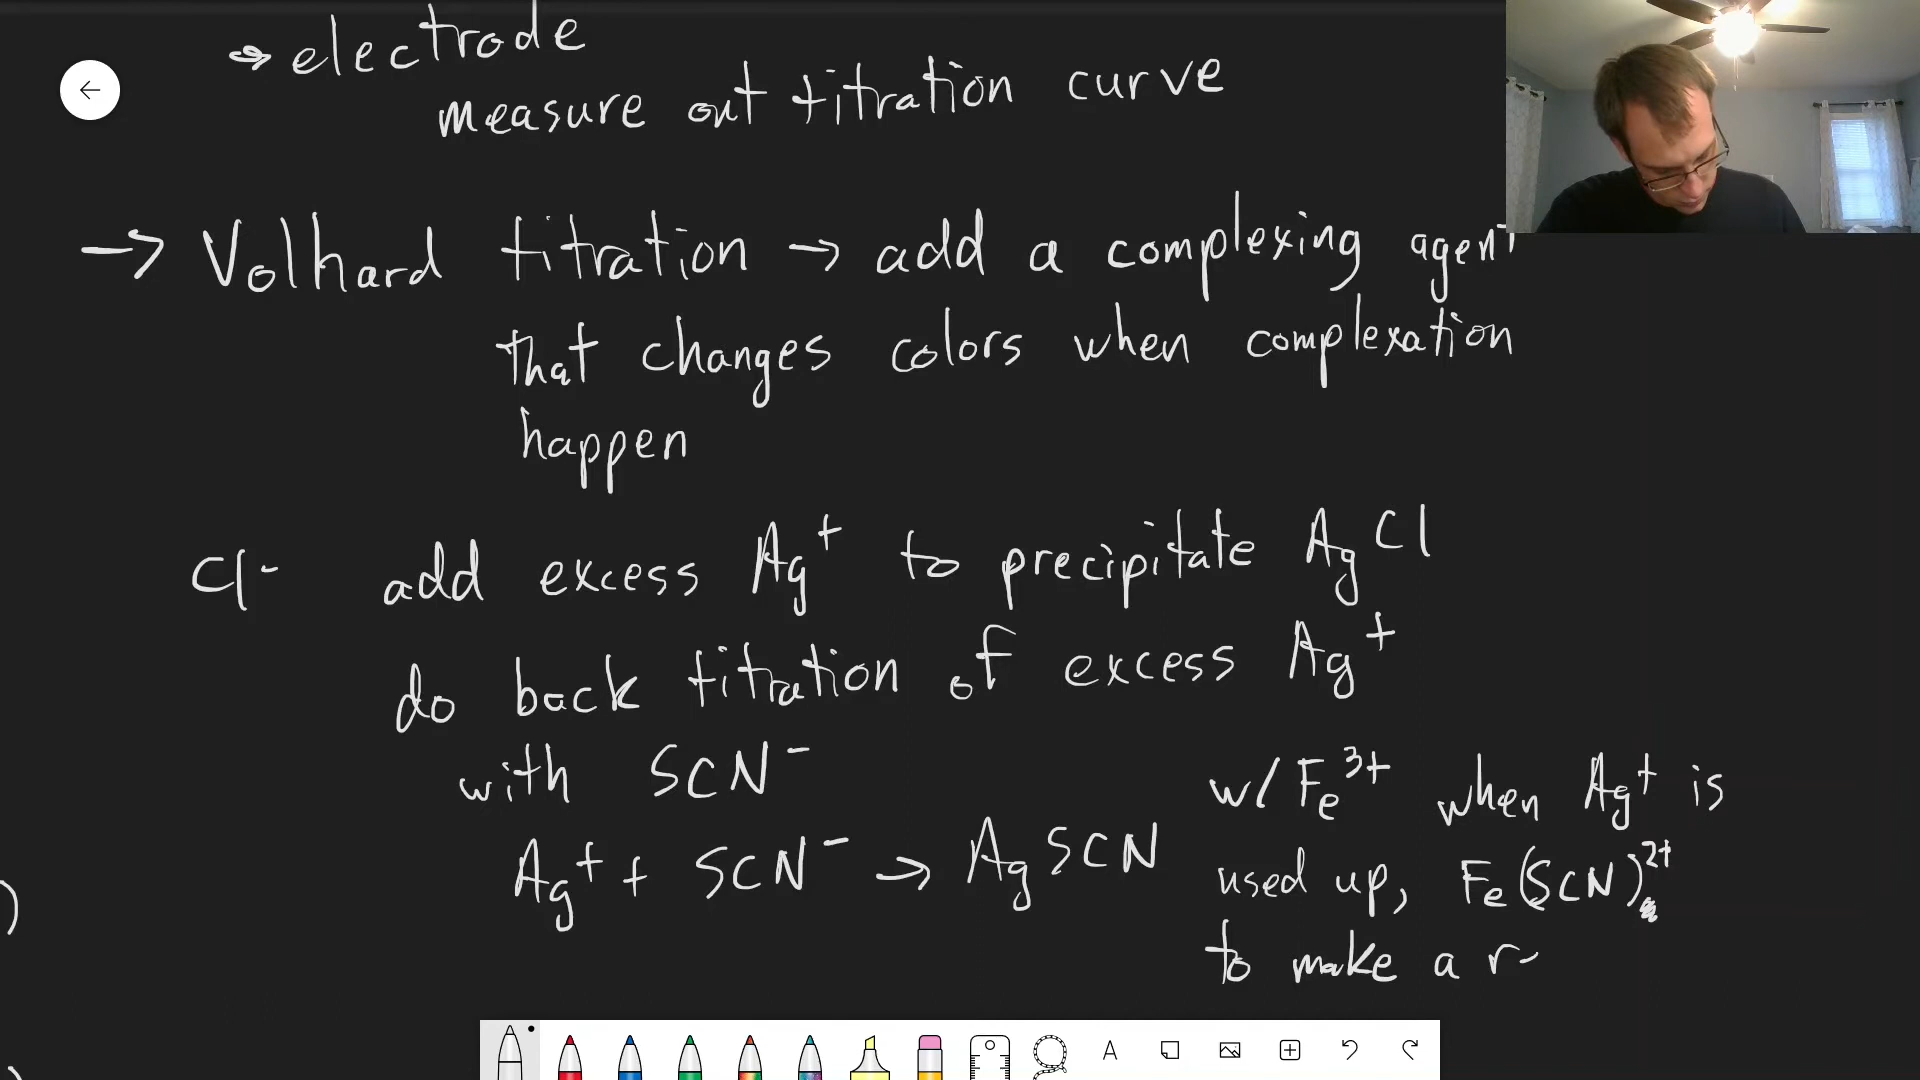 → electrode
measure out titration curve
→ Volhard titration → add a complexing agent
that changes colors when complexation
happen
Cl- add excess Ag+ to precipitate AgCl
do back titration of excess Ag+
with SCN-
Ag+ + SCN- → AgSCN
w/ Fe3+ when Ag+ is
used up, Fe(SCN)2+
to make a r
A